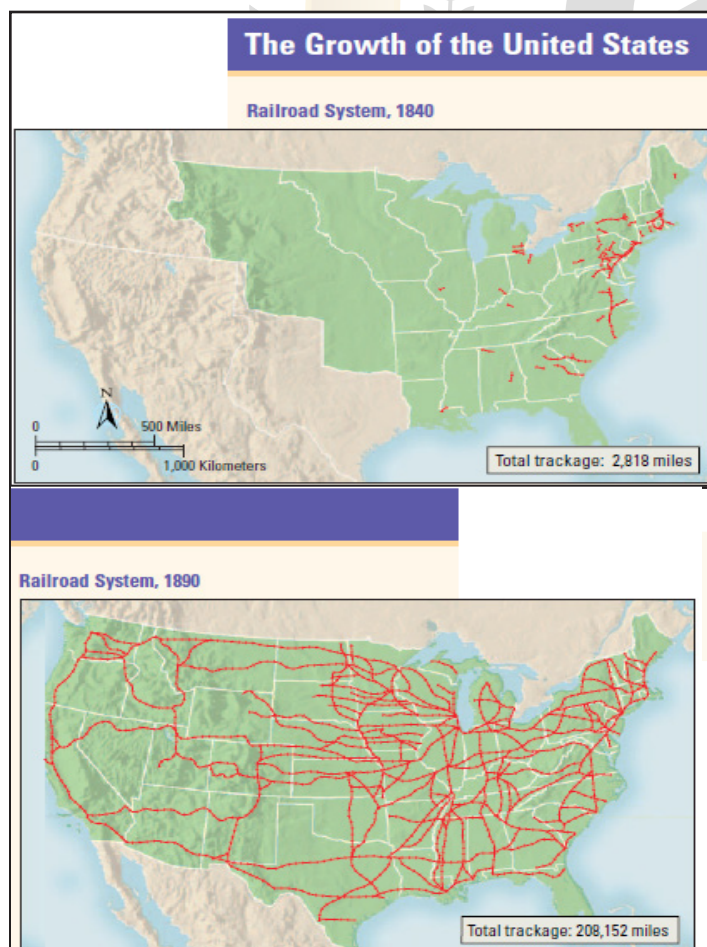 The Growth of the United States
Railroad System, 1840
N
0 500 Miles
0 1,000 Kilometers
Total trackage: 2,818 miles
Railroad System, 1890
Total trackage: 208,152 miles